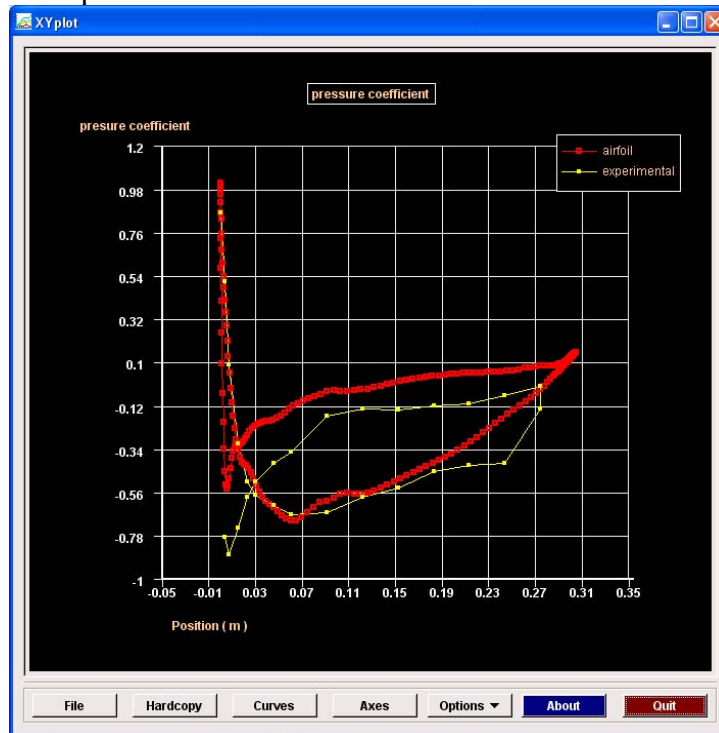 XYplot
pressure coefficient
presure coefficient
airfoil
experimental
1.2
0.98
0.76
0.54
0.32
0.1
-0.12
-0.34
-0.56
-0.78
-1
-0.05 -0.01 0.03 0.07 0.11 0.15 0.19 0.23 0.27 0.31 0.35
Position ( m )
File Hardcopy Curves Axes Options About Quit